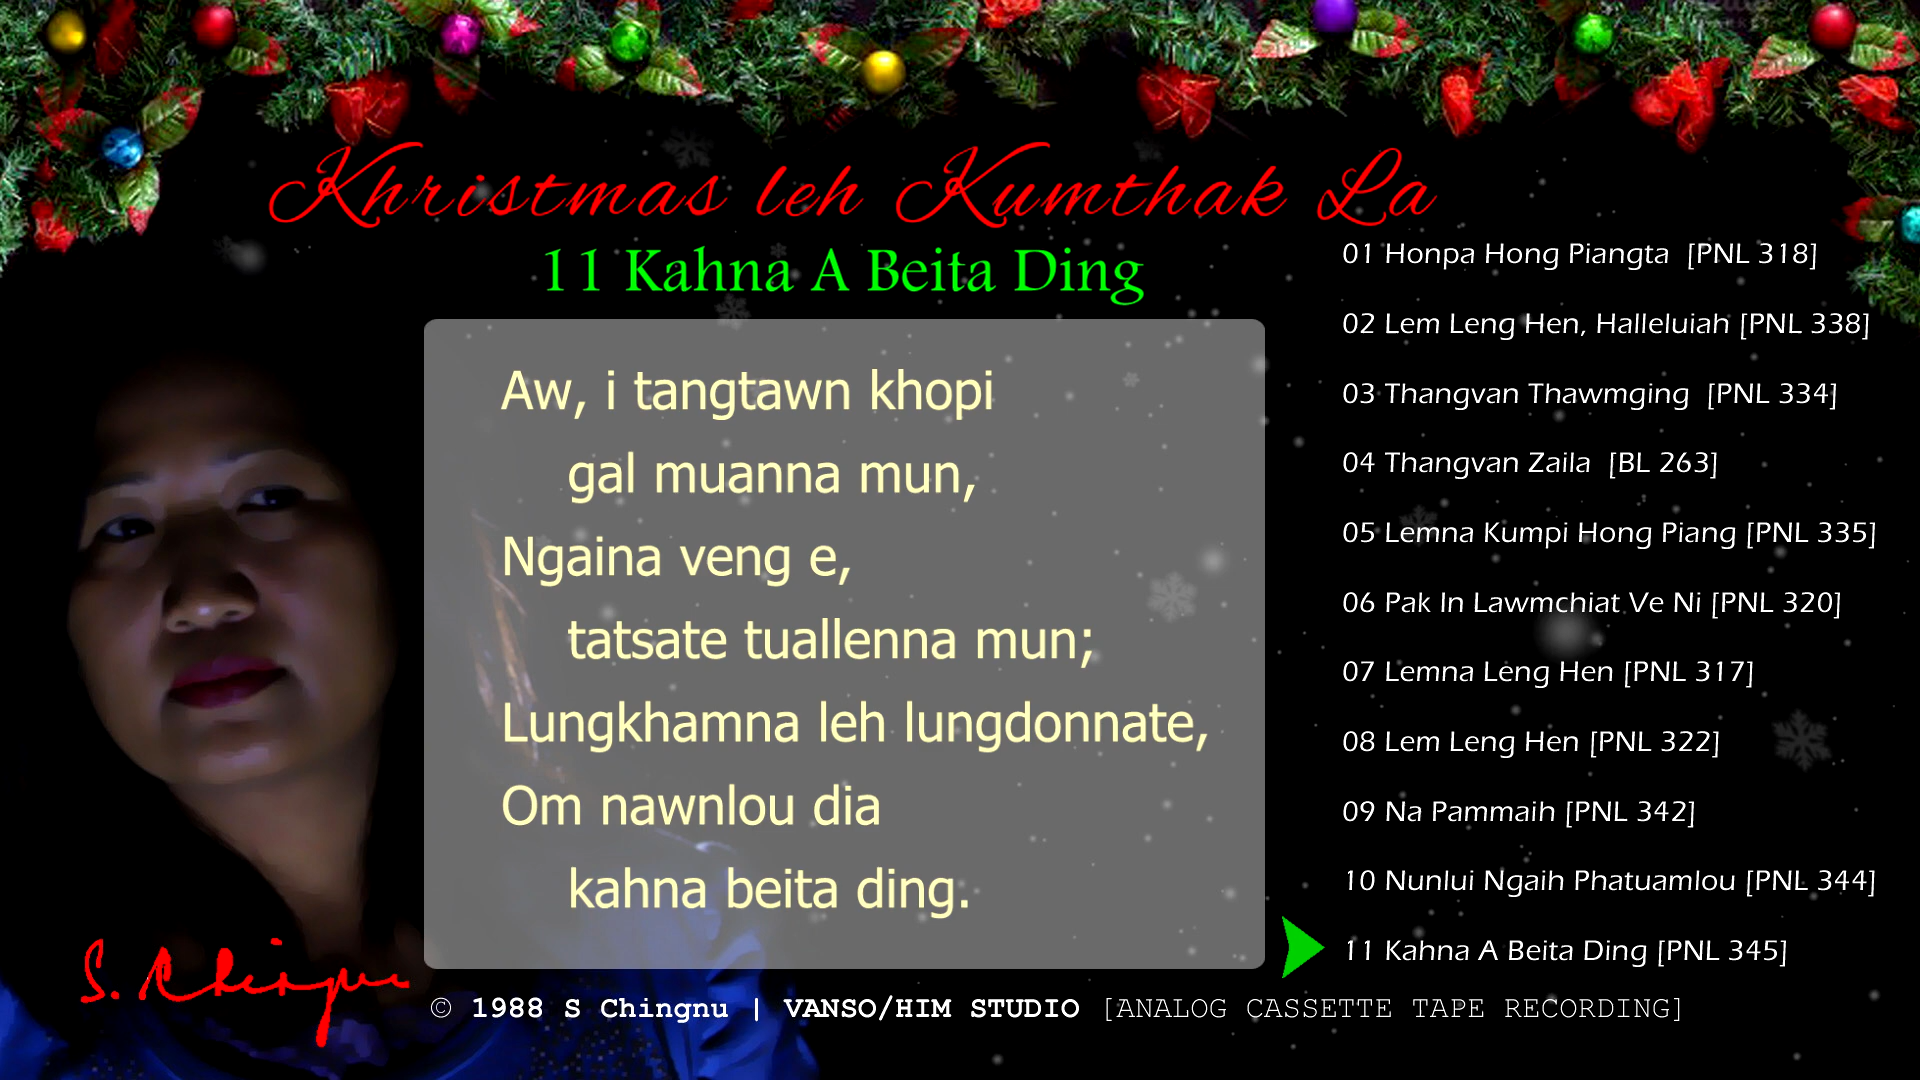 Khristmas leh Kumthak La
11 Kahna A Beita Ding
Aw, i tangtawn khopi
gal muanna mun,
Ngaina veng e,
tatsate tuallenna mun;
Lungkhamna leh lungdonnate,
Om nawnlou dia
kahna beita ding.
01 Honpa Hong Piangta [PNL 318]
02 Lem Leng Hen, Halleluiah [PNL 338]
03 Thangvan Thawmging [PNL 334]
04 Thangvan Zaila [BL 263]
05 Lemna Kumpi Hong Piang [PNL 335]
06 Pak In Lawmchiat Ve Ni [PNL 320]
07 Lemna Leng Hen [PNL 317]
08 Lem Leng Hen [PNL 322]
09 Na Pammaih [PNL 342]
10 Nunlui Ngaih Phatuamlou [PNL 344]
11 Kahna A Beita Ding [PNL 345]
S. Chingnu
© 1988 S Chingnu | VANSO/HIM STUDIO [ANALOG CASSETTE TAPE RECORDING]